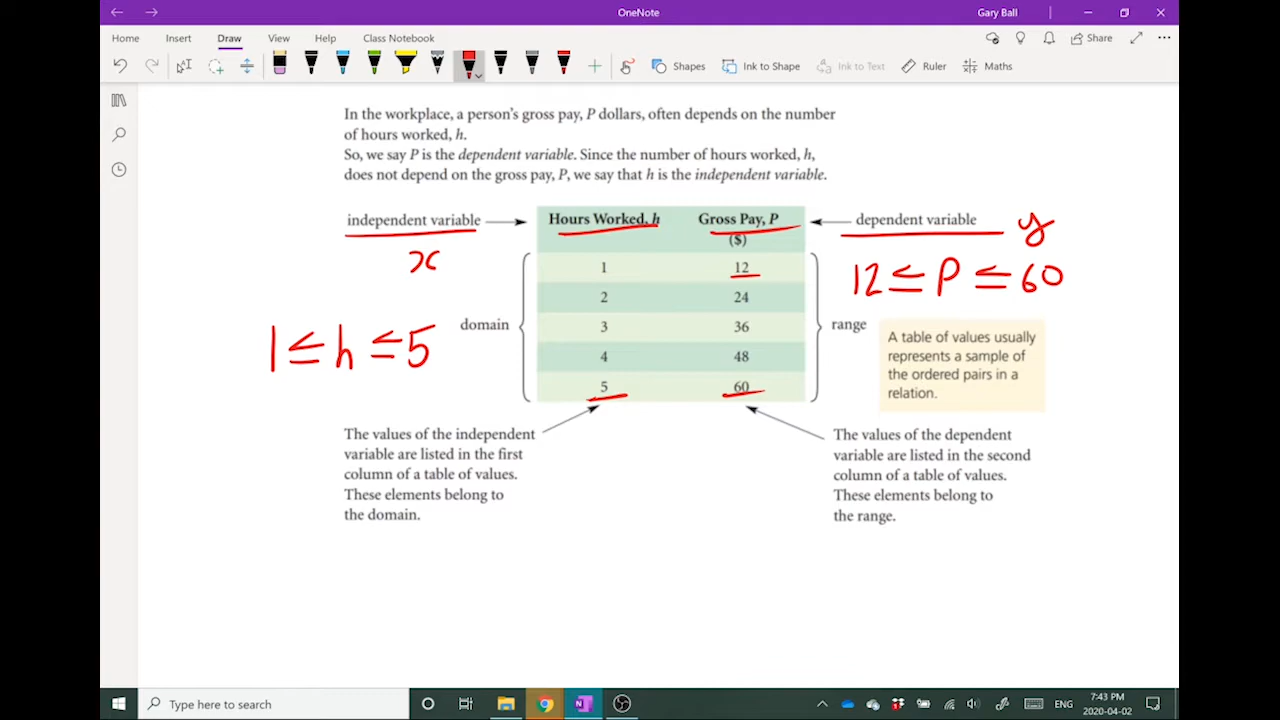 OneNote
Gary Ball
Home Insert Draw View Help Class Notebook
Share
Shapes Ink to Shape Ink to Text Ruler Maths
In the workplace, a person's gross pay, P dollars, often depends on the number
of hours worked, h.
So, we say P is the dependent variable. Since the number of hours worked, h,
does not depend on the gross pay, P, we say that h is the independent variable.
independent variable
x
Hours Worked, h Gross Pay, P
($)
dependent variable y
1 12
2 24
3 36
4 48
5 60
12 ≤ P ≤ 60
1 ≤ h ≤ 5
domain
range
A table of values usually
represents a sample of
the ordered pairs in a
relation.
The values of the independent
variable are listed in the first
column of a table of values.
These elements belong to
the domain.
The values of the dependent
variable are listed in the second
column of a table of values.
These elements belong to
the range.
Type here to search
ENG
7:43 PM
2020-04-02